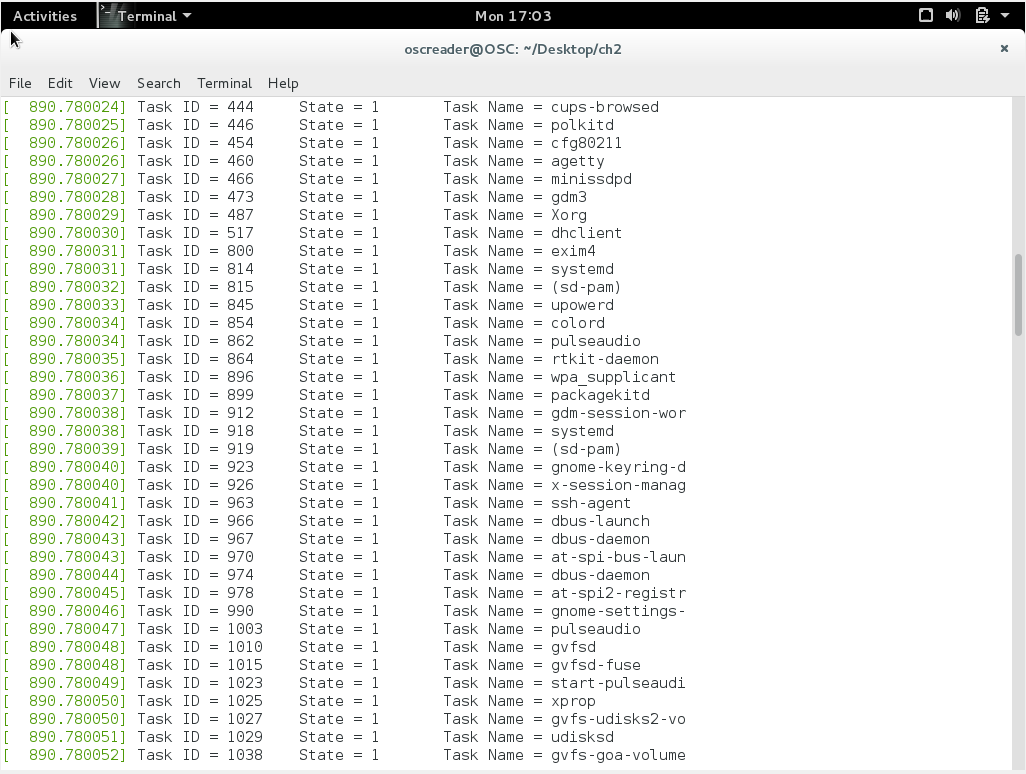 Activities Terminal Mon 17:03
oscreader@OSC: ~/Desktop/ch2
File Edit View Search Terminal Help
[  890.780024] Task ID = 444     State = 1       Task Name = cups-browsed
[  890.780025] Task ID = 446     State = 1       Task Name = polkitd
[  890.780026] Task ID = 454     State = 1       Task Name = cfg80211
[  890.780026] Task ID = 460     State = 1       Task Name = agetty
[  890.780027] Task ID = 466     State = 1       Task Name = minissdpd
[  890.780028] Task ID = 473     State = 1       Task Name = gdm3
[  890.780029] Task ID = 487     State = 1       Task Name = Xorg
[  890.780030] Task ID = 517     State = 1       Task Name = dhclient
[  890.780031] Task ID = 800     State = 1       Task Name = exim4
[  890.780031] Task ID = 814     State = 1       Task Name = systemd
[  890.780032] Task ID = 815     State = 1       Task Name = (sd-pam)
[  890.780033] Task ID = 845     State = 1       Task Name = upowerd
[  890.780034] Task ID = 854     State = 1       Task Name = colord
[  890.780034] Task ID = 862     State = 1       Task Name = pulseaudio
[  890.780035] Task ID = 864     State = 1       Task Name = rtkit-daemon
[  890.780036] Task ID = 896     State = 1       Task Name = wpa_supplicant
[  890.780037] Task ID = 899     State = 1       Task Name = packagekitd
[  890.780038] Task ID = 912     State = 1       Task Name = gdm-session-wor
[  890.780038] Task ID = 918     State = 1       Task Name = systemd
[  890.780039] Task ID = 919     State = 1       Task Name = (sd-pam)
[  890.780040] Task ID = 923     State = 1       Task Name = gnome-keyring-d
[  890.780040] Task ID = 926     State = 1       Task Name = x-session-manag
[  890.780041] Task ID = 963     State = 1       Task Name = ssh-agent
[  890.780042] Task ID = 966     State = 1       Task Name = dbus-launch
[  890.780043] Task ID = 967     State = 1       Task Name = dbus-daemon
[  890.780043] Task ID = 970     State = 1       Task Name = at-spi-bus-laun
[  890.780044] Task ID = 974     State = 1       Task Name = dbus-daemon
[  890.780045] Task ID = 978     State = 1       Task Name = at-spi2-registr
[  890.780046] Task ID = 990     State = 1       Task Name = gnome-settings-
[  890.780047] Task ID = 1003    State = 1       Task Name = pulseaudio
[  890.780048] Task ID = 1010    State = 1       Task Name = gvfsd
[  890.780048] Task ID = 1015    State = 1       Task Name = gvfsd-fuse
[  890.780049] Task ID = 1023    State = 1       Task Name = start-pulseaudi
[  890.780050] Task ID = 1025    State = 1       Task Name = xprop
[  890.780050] Task ID = 1027    State = 1       Task Name = gvfs-udisks2-vo
[  890.780051] Task ID = 1029    State = 1       Task Name = udisksd
[  890.780052] Task ID = 1038    State = 1       Task Name = gvfs-goa-volume